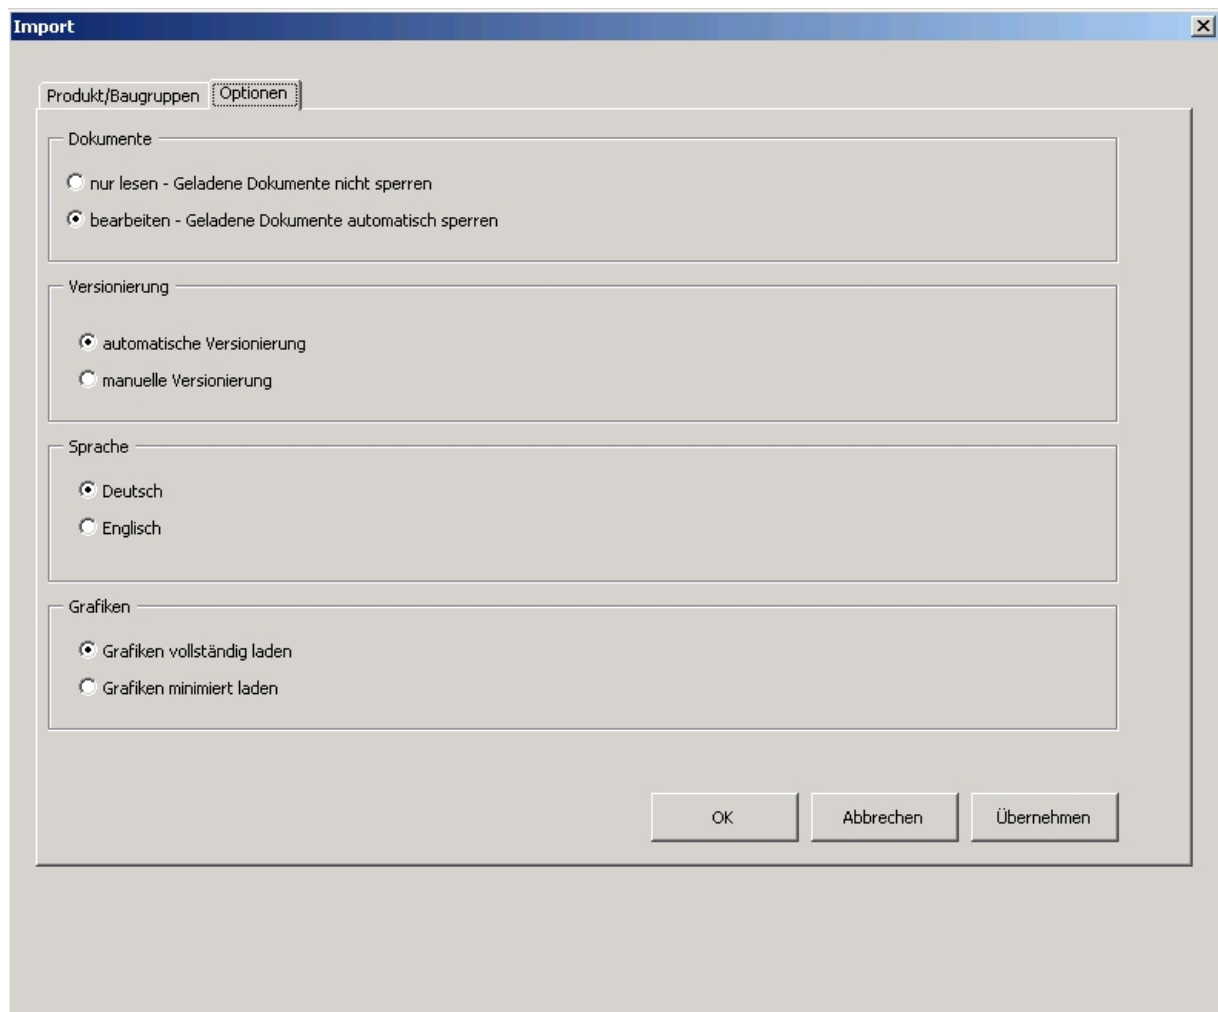 Import
Produkt/Baugruppen Optionen
Dokumente
nur lesen - Geladene Dokumente nicht sperren
bearbeiten - Geladene Dokumente automatisch sperren
Versionierung
automatische Versionierung
manuelle Versionierung
Sprache
Deutsch
Englisch
Grafiken
Grafiken vollständig laden
Grafiken minimiert laden
OK Abbrechen Übernehmen